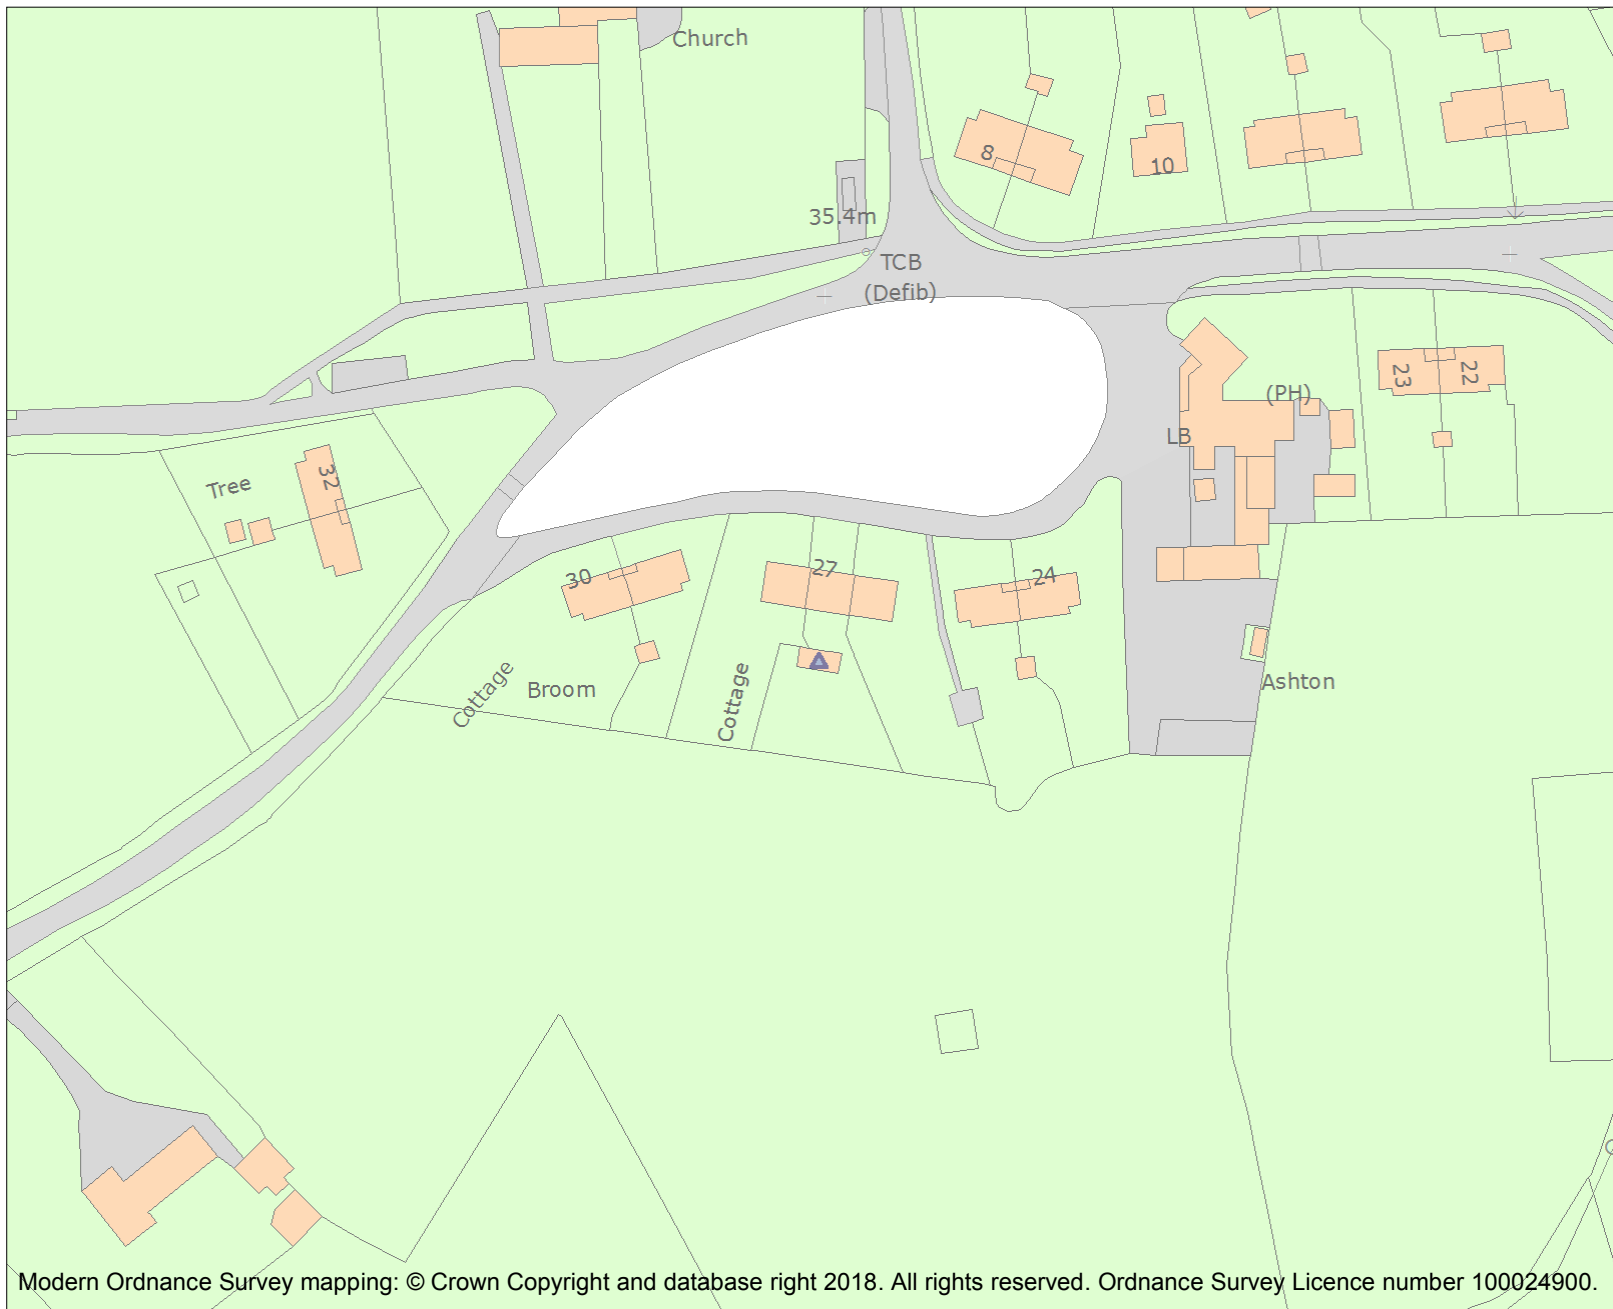 Church
8
10
35.4m
TCB
(Defib)
23
22
(PH)
LB
Tree
32
30
27
24
Cottage
Broom
Cottage
Ashton
Modern Ordnance Survey mapping: © Crown Copyright and database right 2018. All rights reserved. Ordnance Survey Licence number 100024900.